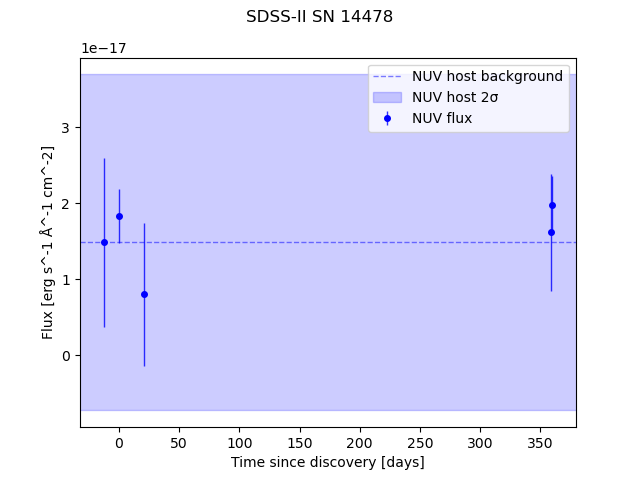 SDSS-II SN 14478
1e−17
NUV host background
NUV host 2σ
NUV flux
3
2
1
0
Flux [erg s^-1 Å^-1 cm^-2]
0 50 100 150 200 250 300 350
Time since discovery [days]